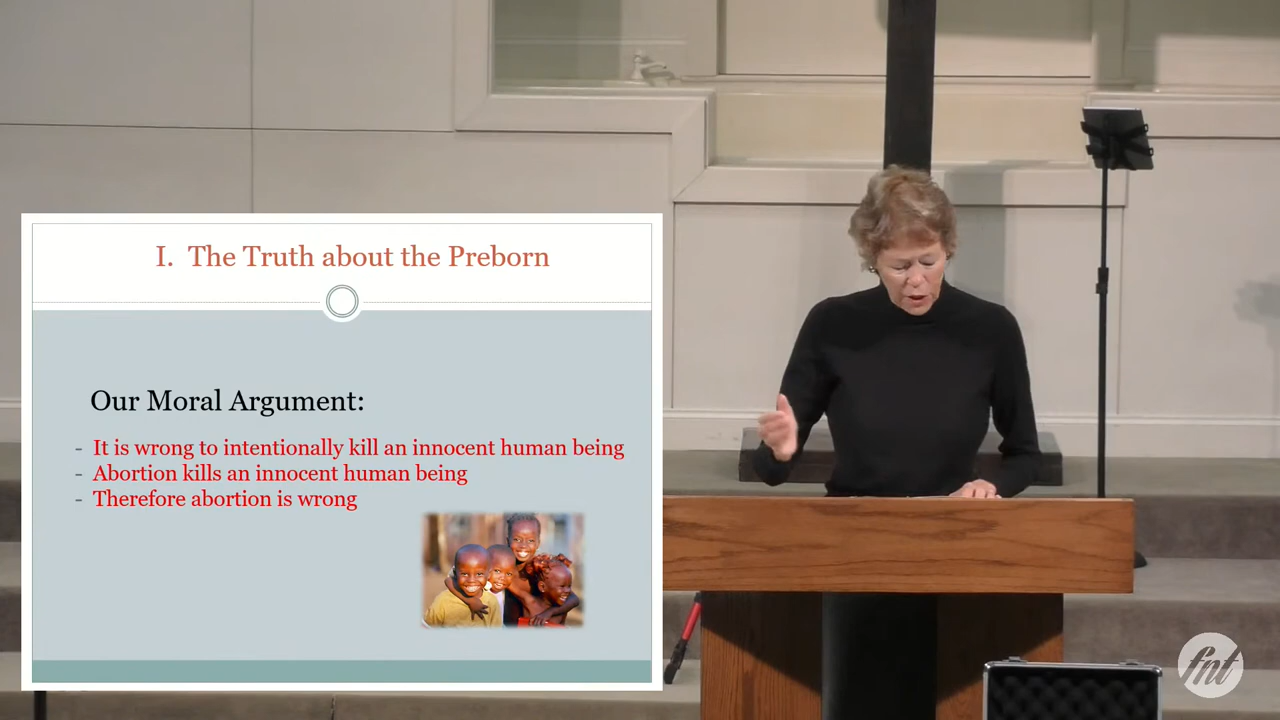 I. The Truth about the Preborn
Our Moral Argument:
- It is wrong to intentionally kill an innocent human being
- Abortion kills an innocent human being
- Therefore abortion is wrong
fnt